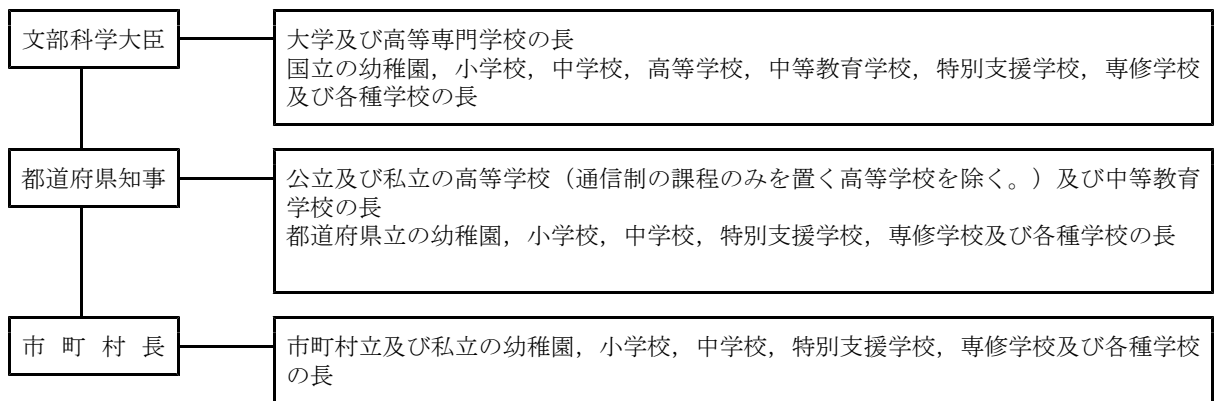 文部科学大臣
大学及び高等専門学校の長
国立の幼稚園，小学校，中学校，高等学校，中等教育学校，特別支援学校，専修学校
及び各種学校の長
都道府県知事
公立及び私立の高等学校（通信制の課程のみを置く高等学校を除く。）及び中等教育
学校の長
都道府県立の幼稚園，小学校，中学校，特別支援学校，専修学校及び各種学校の長
市町村長
市町村立及び私立の幼稚園，小学校，中学校，特別支援学校，専修学校及び各種学校
の長